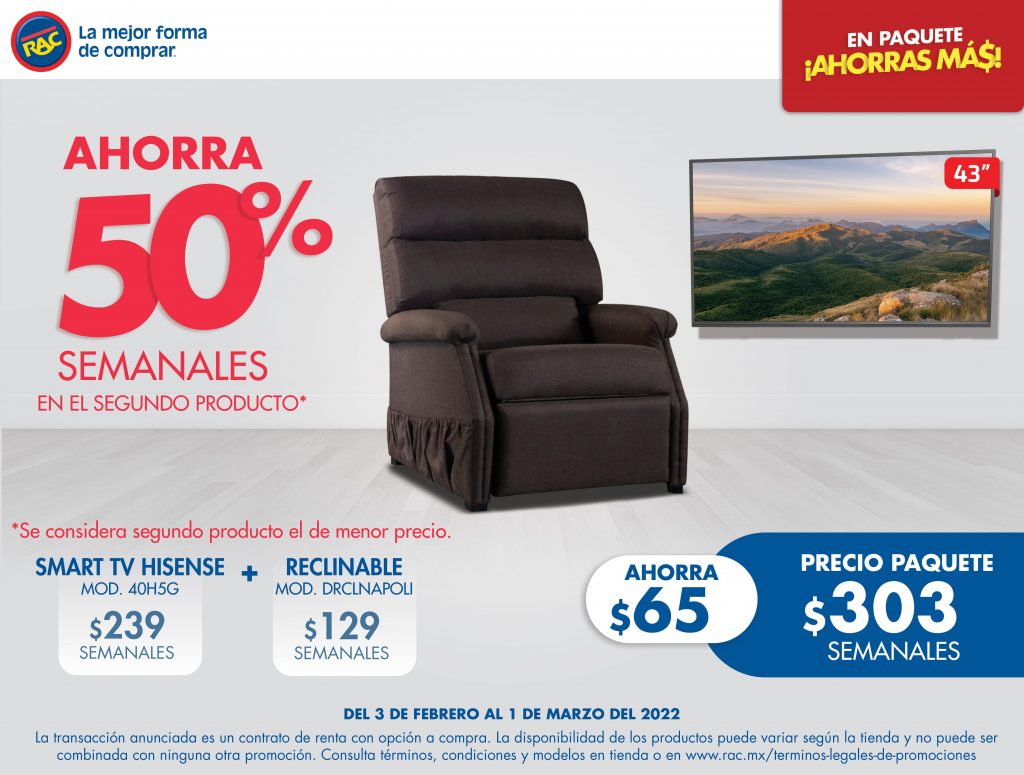 RAC
La mejor forma
de comprar.
EN PAQUETE
¡AHORRAS MÁ$!
AHORRA
50%
SEMANALES
EN EL SEGUNDO PRODUCTO*
43”
*Se considera segundo producto el de menor precio.
SMART TV HISENSE + RECLINABLE
MOD. 40H5G MOD. DRCLNAPOLI
$239 $129
SEMANALES SEMANALES
AHORRA
$65
PRECIO PAQUETE
$303
SEMANALES
DEL 3 DE FEBRERO AL 1 DE MARZO DEL 2022
La transacción anunciada es un contrato de renta con opción a compra. La disponibilidad de los productos puede variar según la tienda y no puede ser
combinada con ninguna otra promoción. Consulta términos, condiciones y modelos en tienda o en www.rac.mx/terminos-legales-de-promociones